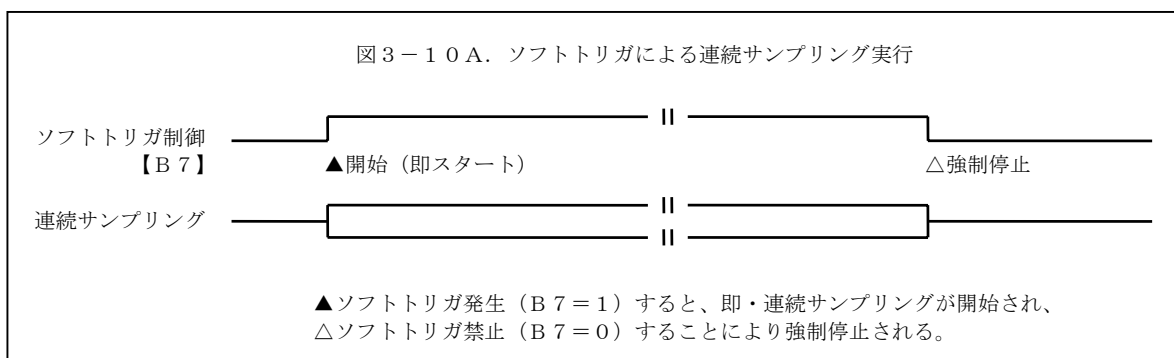 図３－１０Ａ．ソフトトリガによる連続サンプリング実行
ソフトトリガ制御
【Ｂ７】
▲開始（即スタート）
△強制停止
連続サンプリング
▲ソフトトリガ発生（Ｂ７＝１）すると、即・連続サンプリングが開始され、
△ソフトトリガ禁止（Ｂ７＝０）することにより強制停止される。